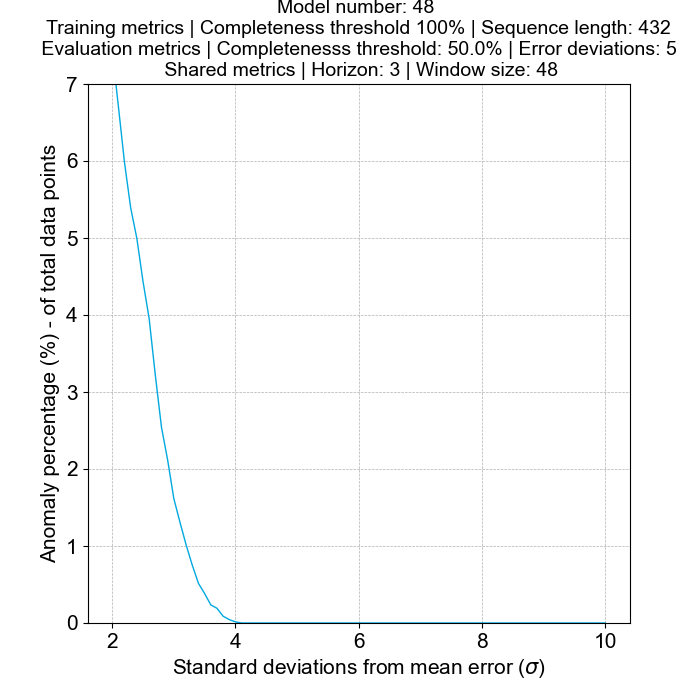 Model number: 48
Training metrics | Completeness threshold 100% | Sequence length: 432
Evaluation metrics | Completenesss threshold: 50.0% | Error deviations: 5
Shared metrics | Horizon: 3 | Window size: 48
7
6
5
4
3
2
1
0
Anomaly percentage (%) - of total data points
2 4 6 8 10
Standard deviations from mean error (σ)